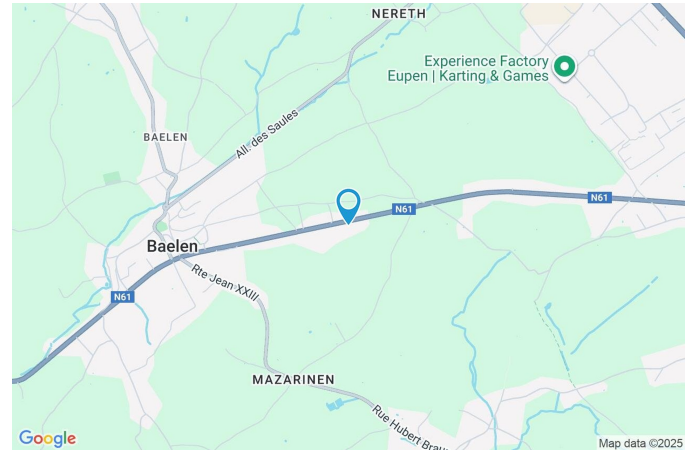 NERETH
Experience Factory
Eupen | Karting & Games
All. des Saules
BAELEN
N61
N61
Baelen
Rte Jean XXIII
N61
MAZARINEN
Rue Hubert
Google
Map data ©2025